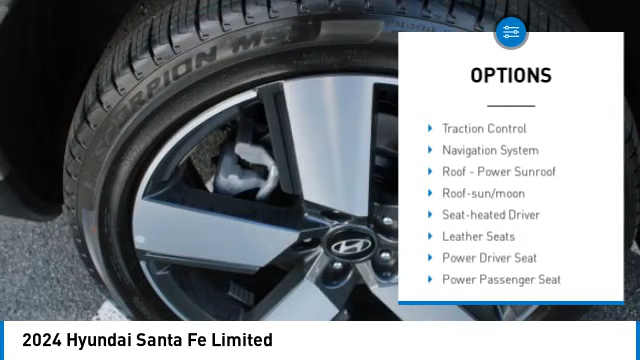 SCORPION MS
OPTIONS
Traction Control
Navigation System
Roof - Power Sunroof
Roof-sun/moon
Seat-heated Driver
Leather Seats
Power Driver Seat
Power Passenger Seat
2024 Hyundai Santa Fe Limited